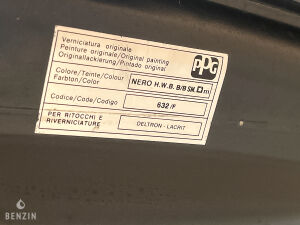 Verniciatura originale
Peinture originale/Original painting
Originallackierung/Pintado original
PPG
Colore/Teinte/Colour
Farbton/Color
NERO H.W.B. B/B SM. m
Codice/Code/Codigo
632/F
PER RITOCCHI E
RIVERNICIATURE
DELTRON - LACRIT
BENZIN